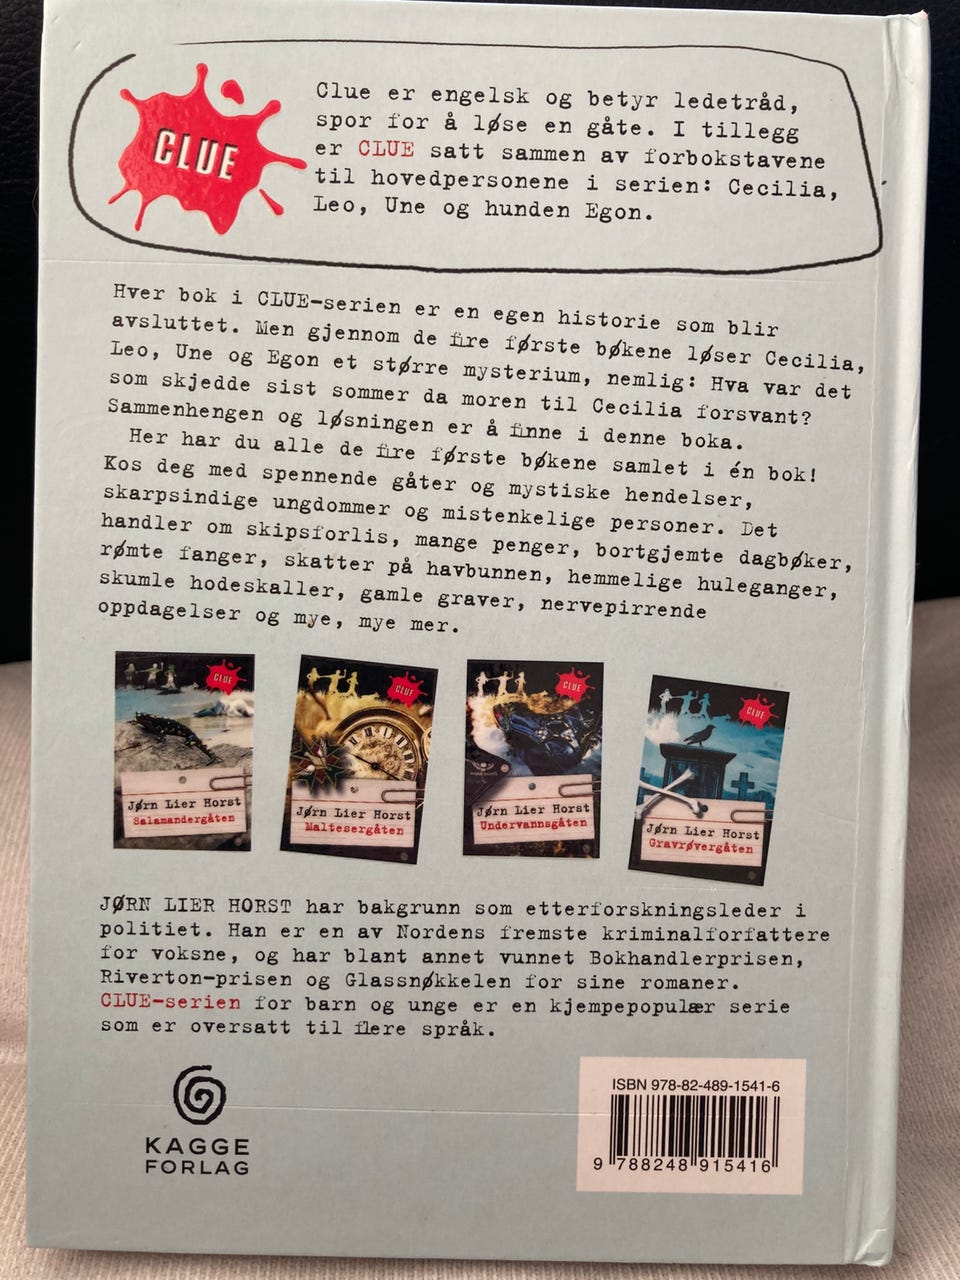 CLUE
Clue er engelsk og betyr ledetråd,
spor for å løse en gåte. I tillegg
er CLUE satt sammen av forbokstavene
til hovedpersonene i serien: Cecilia,
Leo, Une og hunden Egon.
Hver bok i CLUE-serien er en egen historie som blir
avsluttet. Men gjennom de fire første bøkene løser Cecilia,
Leo, Une og Egon et større mysterium, nemlig: Hva var det
som skjedde sist sommer da moren til Cecilia forsvant?
Sammenhengen og løsningen er å finne i denne boka.
Her har du alle de fire første bøkene samlet i én bok!
Kos deg med spennende gåter og mystiske hendelser,
skarpsindige ungdommer og mistenkelige personer. Det
handler om skipsforlis, mange penger, bortgjemte dagbøker,
rømte fanger, skatter på havbunnen, hemmelige huleganger,
skumle hodeskaller, gamle graver, nervepirrende
oppdagelser og mye, mye mer.
CLUE
Jørn Lier Horst
Salamandergåten
CLUE
Jørn Lier Horst
Maltesergåten
CLUE
Jørn Lier Horst
Undervannsgåten
CLUE
Jørn Lier Horst
Gravrøvergåten
JØRN LIER HORST har bakgrunn som etterforskningsleder i
politiet. Han er en av Nordens fremste kriminalforfattere
for voksne, og har blant annet vunnet Bokhandlerprisen,
Riverton-prisen og Glassnøkkelen for sine romaner.
CLUE-serien for barn og unge er en kjempepopulær serie
som er oversatt til flere språk.
KAGGE
FORLAG
ISBN 978-82-489-1541-6
9 788248 915416